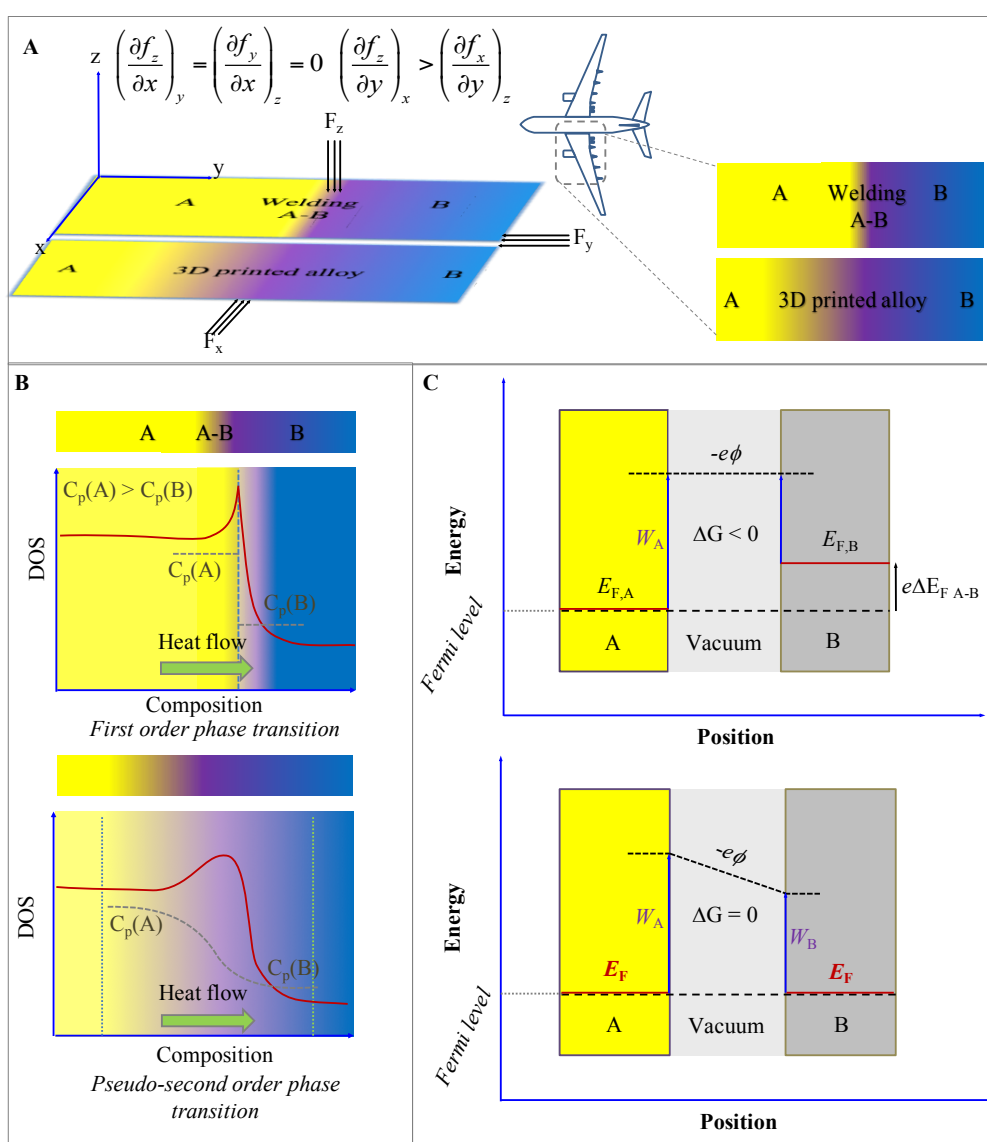 A
z
(∂f_z/∂x)_y = (∂f_y/∂x)_z = 0 (∂f_z/∂y)_x > (∂f_x/∂y)_z
F_z
y
A Welding B
A-B
x
F_y
A 3D printed alloy B
F_x
A Welding B
A-B
A 3D printed alloy B
B
A A-B B
C_p(A) > C_p(B)
DOS
C_p(A)
C_p(B)
Heat flow
Composition
First order phase transition
DOS
C_p(A)
C_p(B)
Heat flow
Composition
Pseudo-second order phase
transition
C
Energy
-eϕ
W_A
ΔG < 0
E_F,B
E_F,A
eΔE_F A-B
Fermi level
A Vacuum B
Position
Energy
-eϕ
W_A
ΔG = 0
W_B
E_F E_F
Fermi level
A Vacuum B
Position